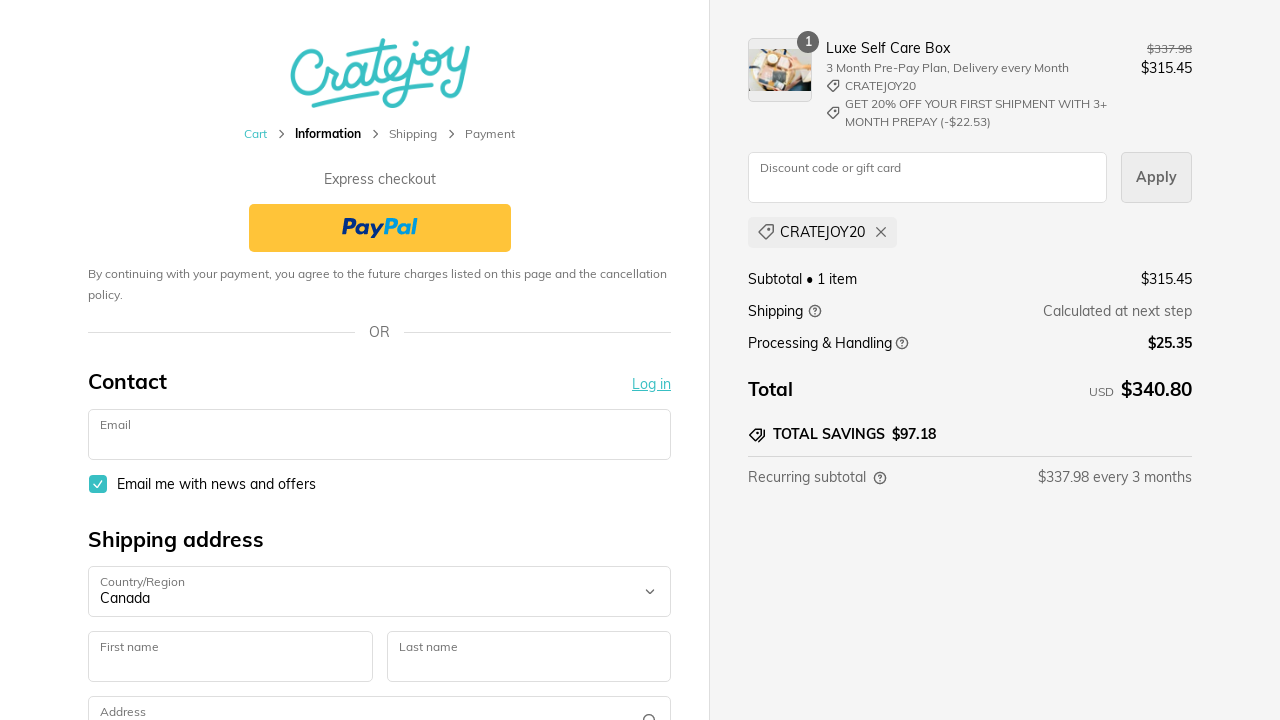 Cratejoy
Cart
Information
Shipping
Payment
Express checkout
PayPal
By continuing with your payment, you agree to the future charges listed on this page and the cancellation
policy.
OR
Contact
Log in
Email
Email me with news and offers
Shipping address
Country/Region
Canada
First name
Last name
Address
1
Luxe Self Care Box
$337.98
3 Month Pre-Pay Plan, Delivery every Month
$315.45
CRATEJOY20
GET 20% OFF YOUR FIRST SHIPMENT WITH 3+
MONTH PREPAY (-$22.53)
Discount code or gift card
Apply
CRATEJOY20
Subtotal • 1 item
$315.45
Shipping
Calculated at next step
Processing & Handling
$25.35
Total
USD $340.80
TOTAL SAVINGS $97.18
Recurring subtotal
$337.98 every 3 months